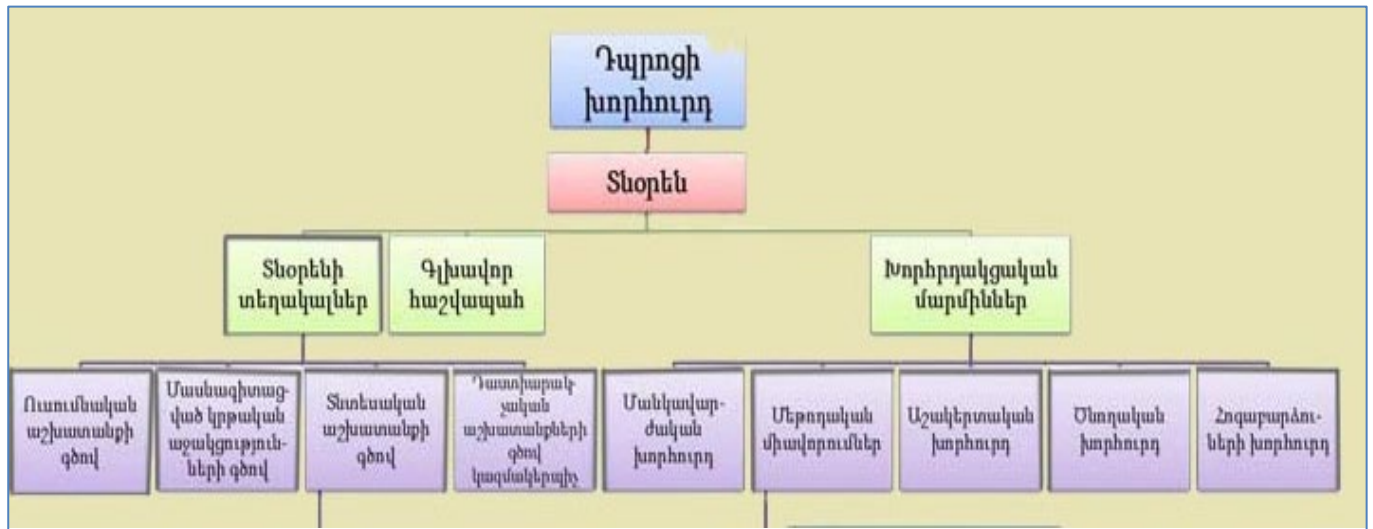 Դպրոցի
խորհուրդ
Տնօրեն
Տնօրենի
տեղակալներ
Գլխավոր
հաշվապահ
Խորհրդակցական
մարմիններ
Ուսումնական
աշխատանքի
գծով
Մասնագիտաց-
ված կրթական
աջակցություն-
ների գծով
Տնտեսական
աշխատանքի
գծով
Դաստիարակ-
չական
աշխատանքների
գծով
կազմակերպիչ
Մանկավար-
ժական
խորհուրդ
Մեթոդական
միավորումներ
Աշակերտական
խորհուրդ
Ծնողական
խորհուրդ
Հոգաբարձու-
ների խորհուրդ